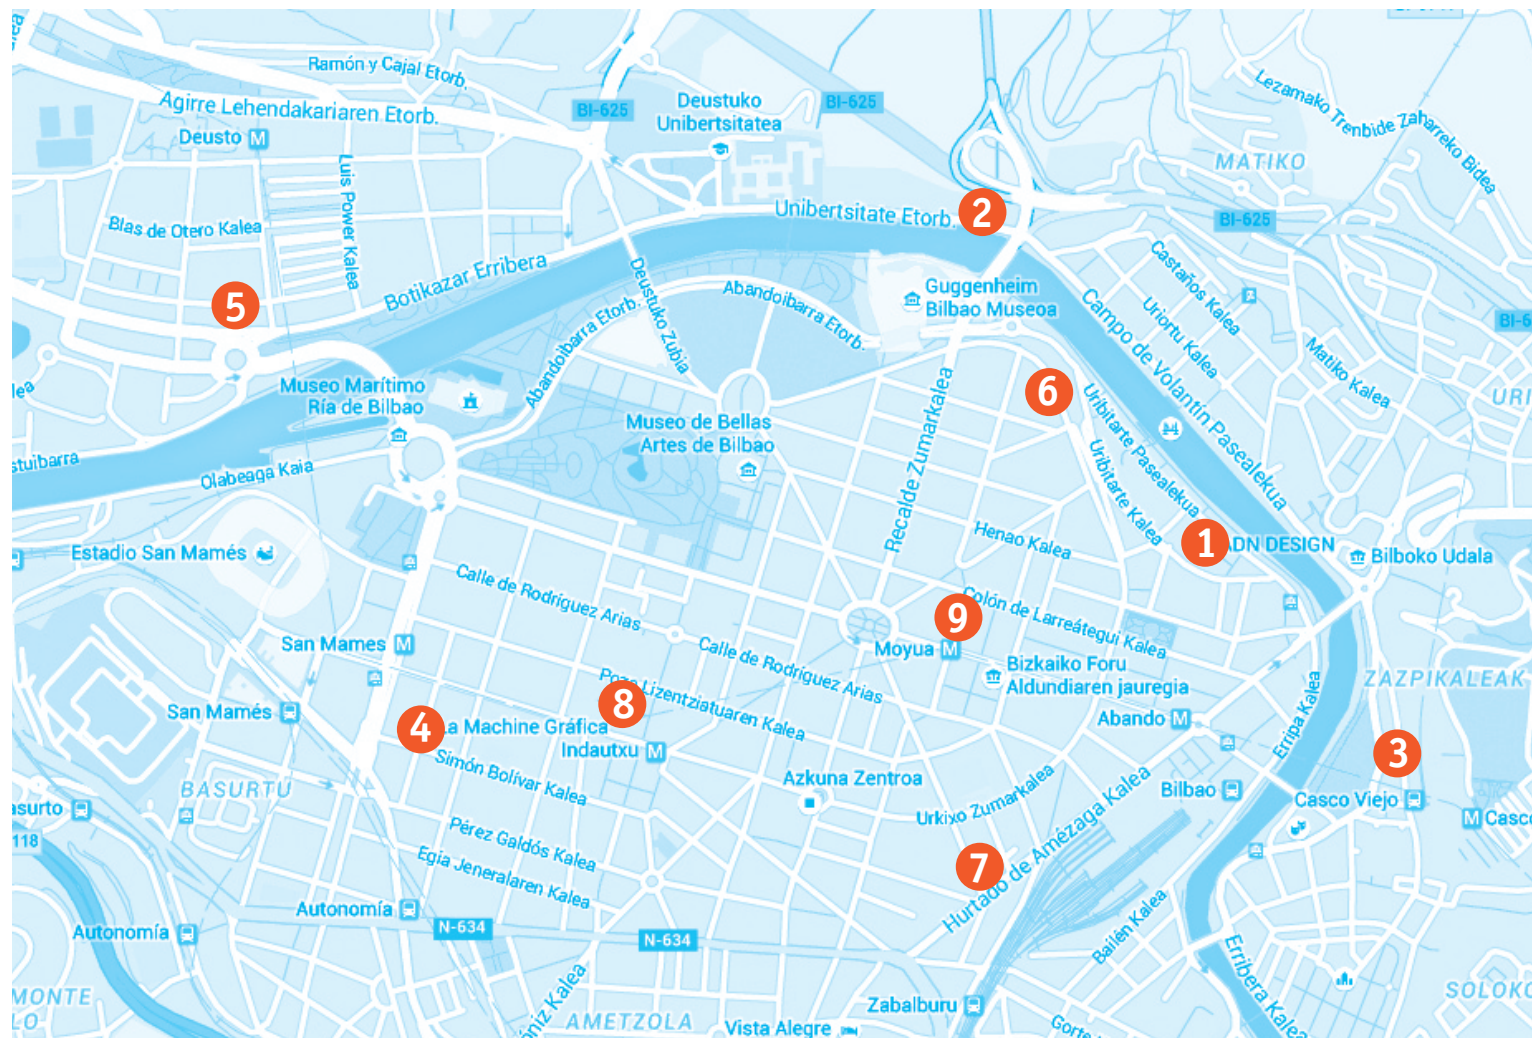 Ramón y Cajal Etorb.
Agirre Lehendakariaren Etorb.
Deusto M
BI-625
Deustuko
Unibertsitatea
BI-625
Lezamako Trenbide Zaharreko Bidea
MATIKO
BI-625
Luis Power Kalea
Blas de Otero Kalea
Botikazar Erribera
Unibertsitate Etorb.
2
5
Deustuko Zubia
Abandoibarra Etorb.
Abandoibarra Etorb.
Guggenheim
Bilbao Museoa
Castaños Kalea
Uriortu Kalea
Matiko Kalea
Campo de Volantín Pasealekua
Museo Marítimo
Ría de Bilbao
6
Uribitarte Pasealekua
Uribitarte Kalea
Recalde Zumarkalea
Museo de Bellas
Artes de Bilbao
Olabeaga Kaia
Estadio San Mamés
Henao Kalea
1
ADN DESIGN
Bilboko Udala
Calle de Rodríguez Arias
9
Colón de Larreátegui Kalea
San Mames M
Calle de Rodríguez Arias
Moyua M
Bizkaiko Foru
Aldundiaren jauregia
ZAZPIKALEAK
San Mamés
8
Lizentziatuaren Kalea
4
La Machine Gráfica
Indautxu M
Abando M
Erripa Kalea
3
Simón Bolívar Kalea
BASURTU
Azkuna Zentroa
Urkixo Zumarkalea
Hurtado de Amézaga Kalea
Bilbao
Casco Viejo
M
Pérez Galdós Kalea
Egia Jeneralaren Kalea
7
Autonomía
Autonomía
N-634
N-634
Bailén Kalea
Erribera Kalea
MONTE
AMETZOLA
Vista Alegre
Zabalburu